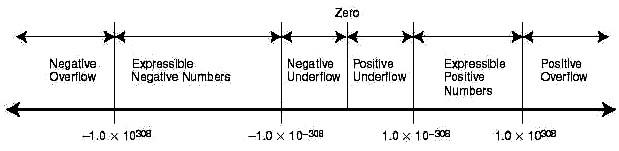 Zero
Negative Overflow
Expressible Negative Numbers
Negative Underflow
Positive Underflow
Expressible Positive Numbers
Positive Overflow
−1.0 × 10³⁰⁸
−1.0 × 10⁻³⁰⁸
1.0 × 10⁻³⁰⁸
1.0 × 10³⁰⁸